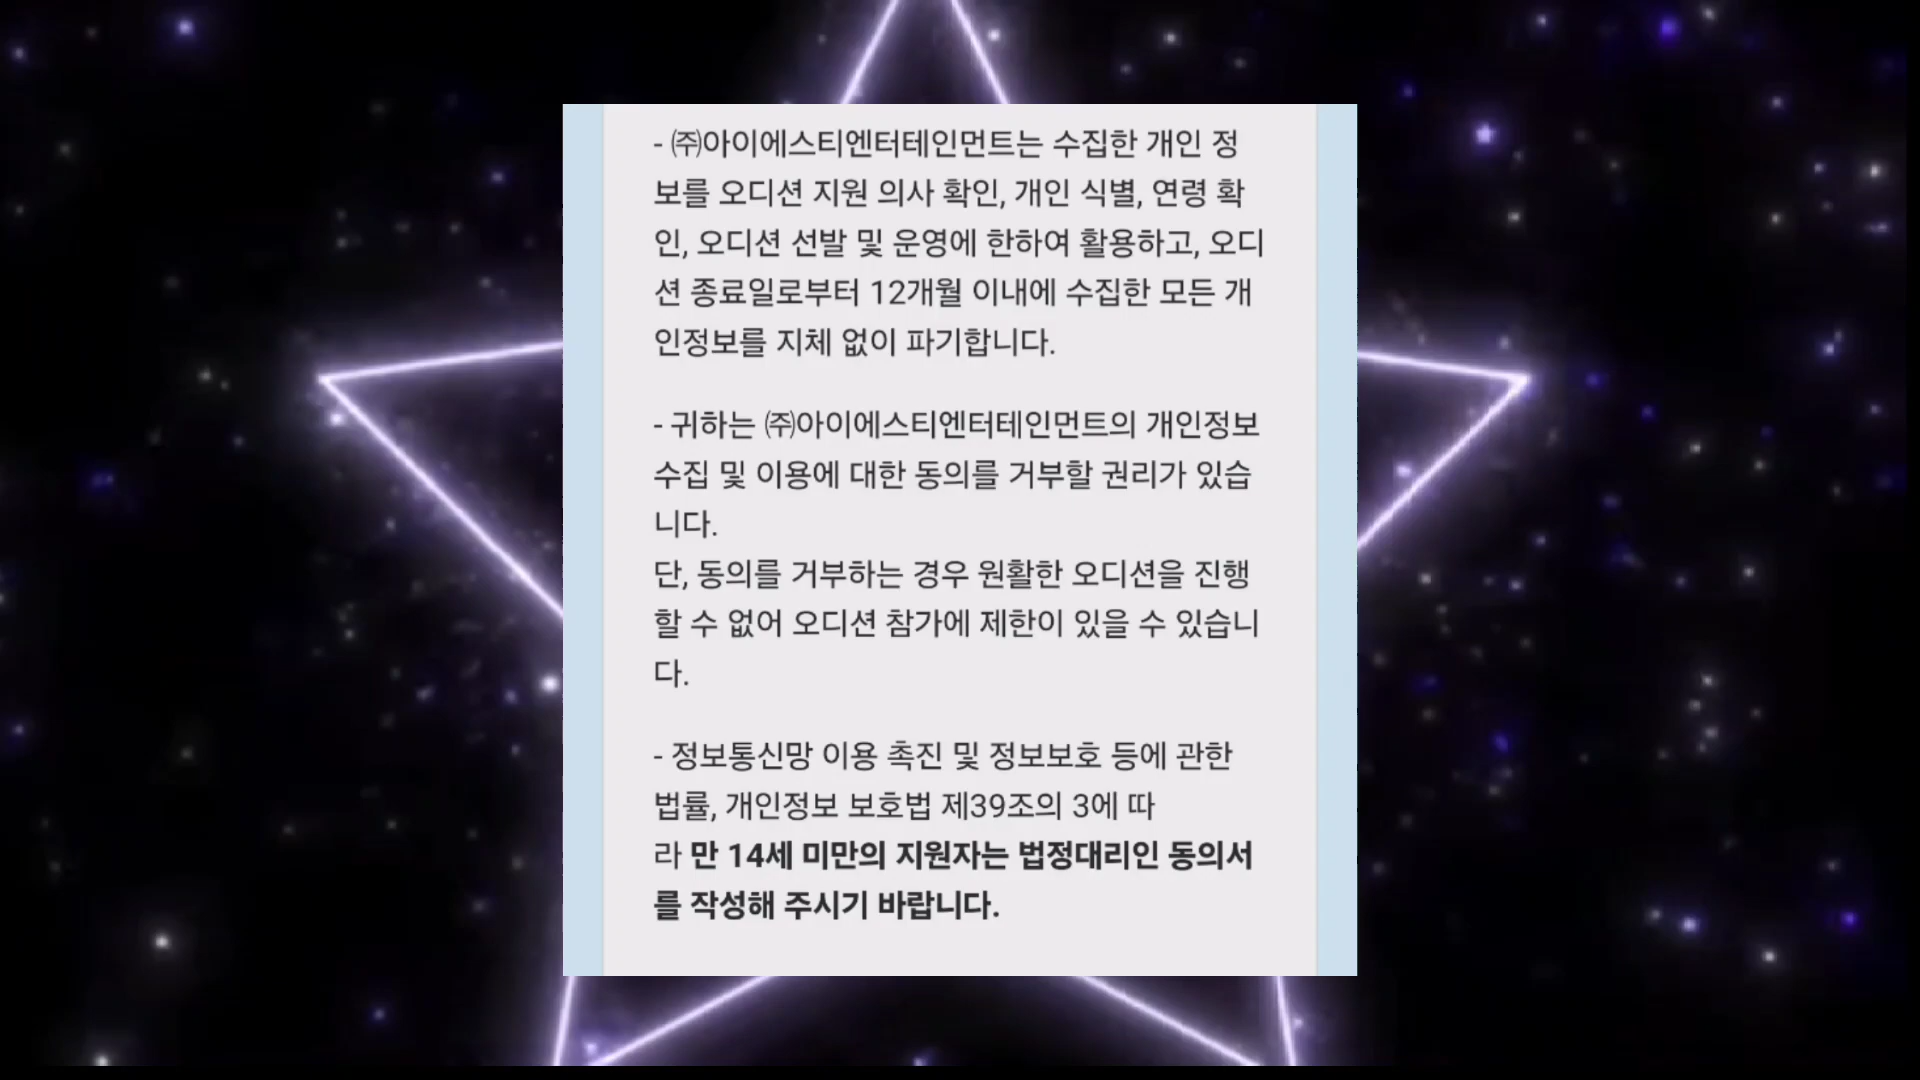 - ㈜아이에스티엔터테인먼트는 수집한 개인 정
보를 오디션 지원 의사 확인, 개인 식별, 연령 확
인, 오디션 선발 및 운영에 한하여 활용하고, 오디
션 종료일로부터 12개월 이내에 수집한 모든 개
인정보를 지체 없이 파기합니다.
- 귀하는 ㈜아이에스티엔터테인먼트의 개인정보
수집 및 이용에 대한 동의를 거부할 권리가 있습
니다.
단, 동의를 거부하는 경우 원활한 오디션을 진행
할 수 없어 오디션 참가에 제한이 있을 수 있습니
다.
- 정보통신망 이용 촉진 및 정보보호 등에 관한
법률, 개인정보 보호법 제39조의 3에 따
라 만 14세 미만의 지원자는 법정대리인 동의서
를 작성해 주시기 바랍니다.